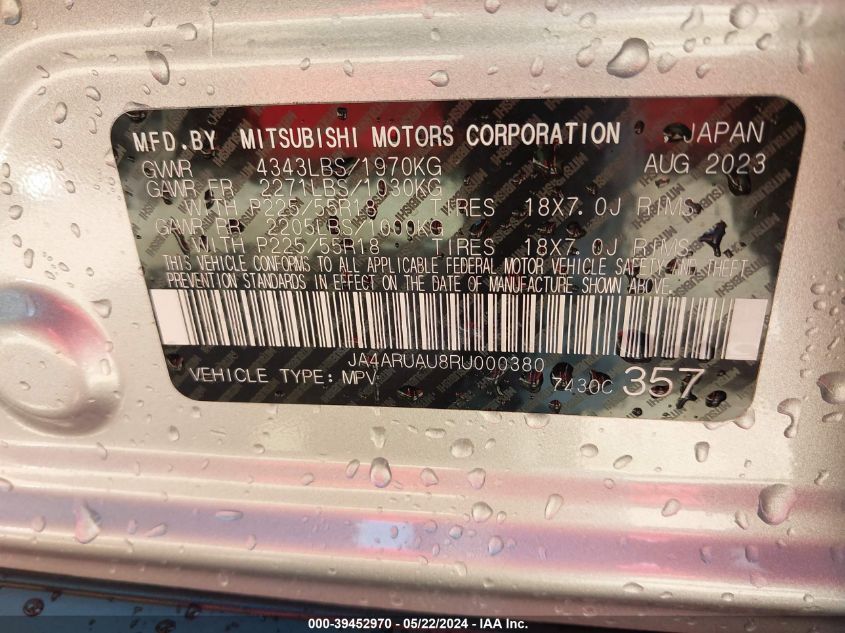 MFD.BY MITSUBISHI MOTORS CORPORATION JAPAN
GVWR 4343LBS/1970KG AUG 2023
GAWR FR 2271LBS/1030KG
WITH P225/55R18 TIRES 18X7.0J RIMS
GAWR RR 2205LBS/1000KG
WITH P225/55R18 TIRES 18X7.0J RIMS
THIS VEHICLE CONFORMS TO ALL APPLICABLE FEDERAL MOTOR VEHICLE SAFETY AND THEFT
PREVENTION STANDARDS IN EFFECT ON THE DATE OF MANUFACTURE SHOWN ABOVE.
JA4ARUAU8RU000380
VEHICLE TYPE: MPV 7430C 357
000-39452970 - 05/22/2024 - IAA Inc.